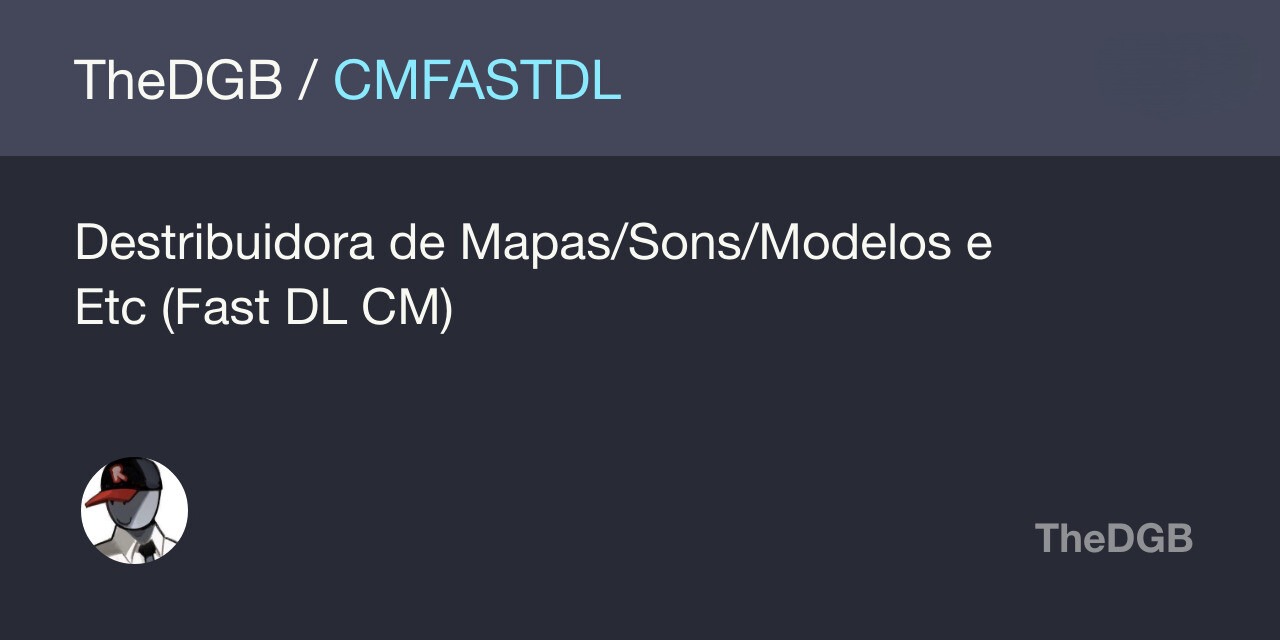 TheDGB / CMFASTDL
Destribuidora de Mapas/Sons/Modelos e
Etc (Fast DL CM)
R
TheDGB